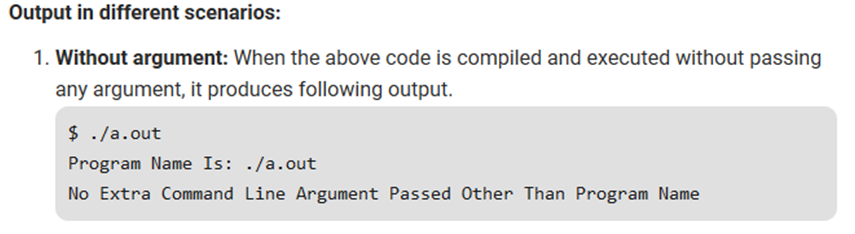 Output in different scenarios:
1. Without argument: When the above code is compiled and executed without passing
any argument, it produces following output.
$ ./a.out
Program Name Is: ./a.out
No Extra Command Line Argument Passed Other Than Program Name